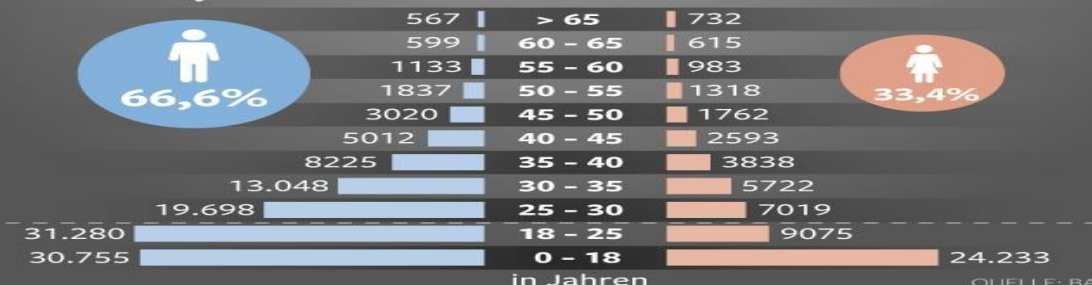 567 > 65 732
599 60 – 65 615
1133 55 – 60 983
1837 50 – 55 1318
3020 45 – 50 1762
5012 40 – 45 2593
8225 35 – 40 3838
13.048 30 – 35 5722
19.698 25 – 30 7019
31.280 18 – 25 9075
30.755 0 – 18 24.233
66,6%
33,4%
in Jahren
QUELLE: